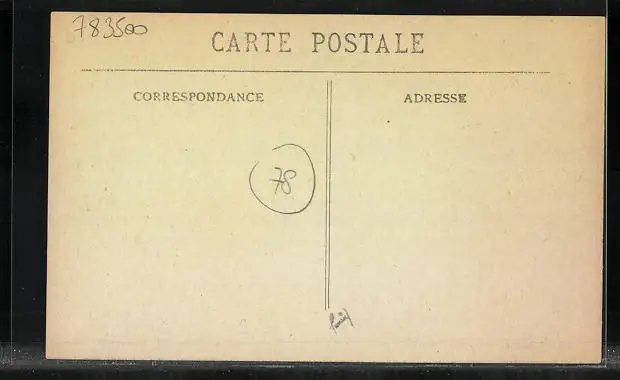 783500
CARTE POSTALE
CORRESPONDANCE
ADRESSE
78